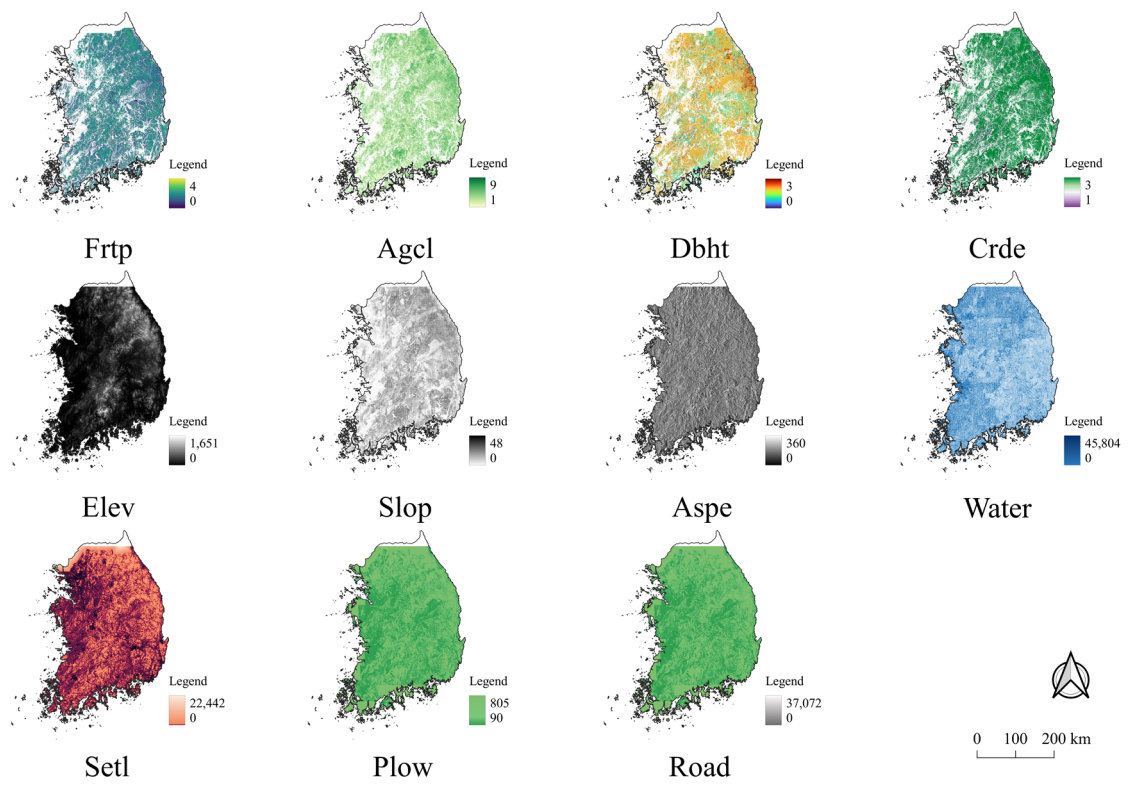 Legend
4
0
Frtp
Legend
9
1
Agcl
Legend
3
0
Dbht
Legend
3
1
Crde
Legend
1,651
0
Elev
Legend
48
0
Slop
Legend
360
0
Aspe
Legend
45,804
0
Water
Legend
22,442
0
Setl
Legend
805
90
Plow
Legend
37,072
0
Road
0 100 200 km